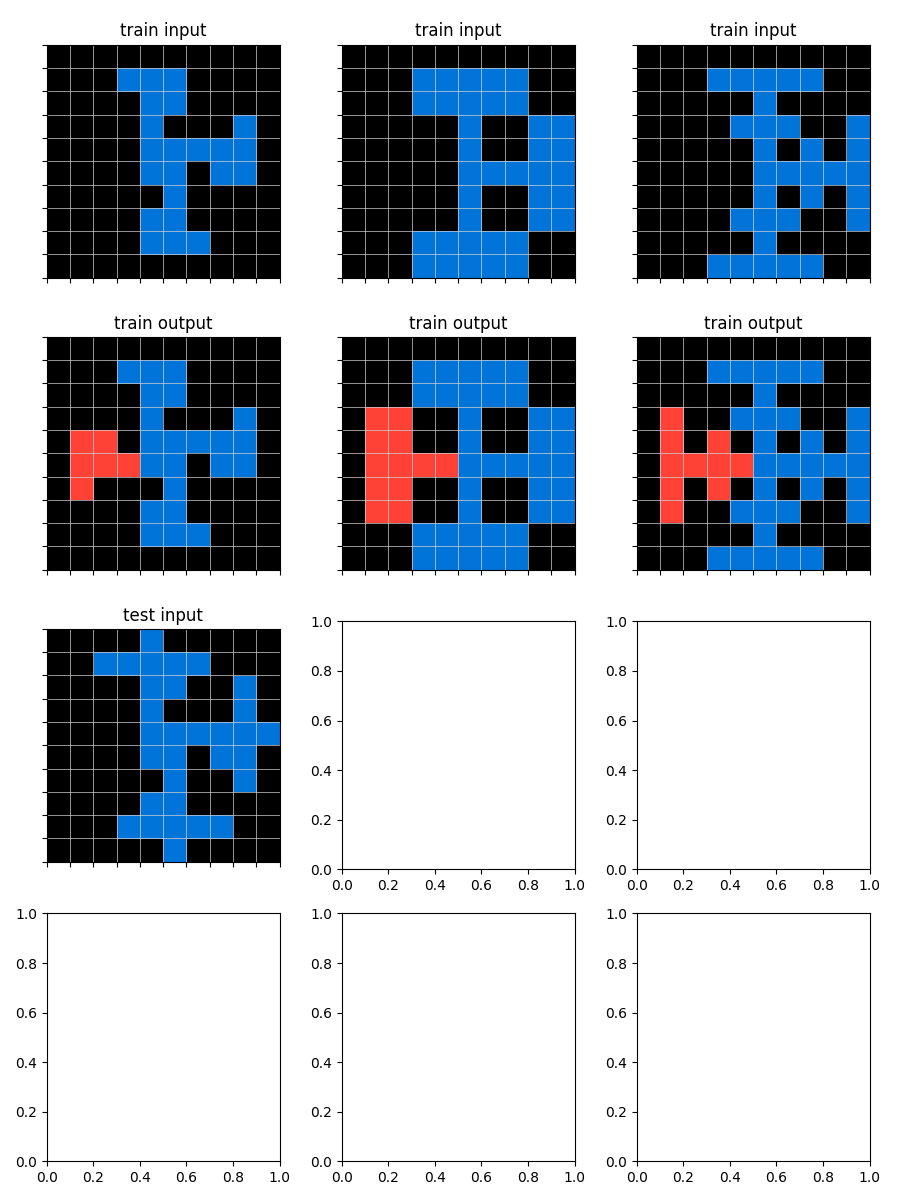 train input train input train input
train output train output train output
test input
1.0 1.0
0.8 0.8
0.6 0.6
0.4 0.4
0.2 0.2
0.0 0.0
0.0 0.2 0.4 0.6 0.8 1.0 0.0 0.2 0.4 0.6 0.8 1.0
1.0 1.0 1.0
0.8 0.8 0.8
0.6 0.6 0.6
0.4 0.4 0.4
0.2 0.2 0.2
0.0 0.0 0.0
0.0 0.2 0.4 0.6 0.8 1.0 0.0 0.2 0.4 0.6 0.8 1.0 0.0 0.2 0.4 0.6 0.8 1.0